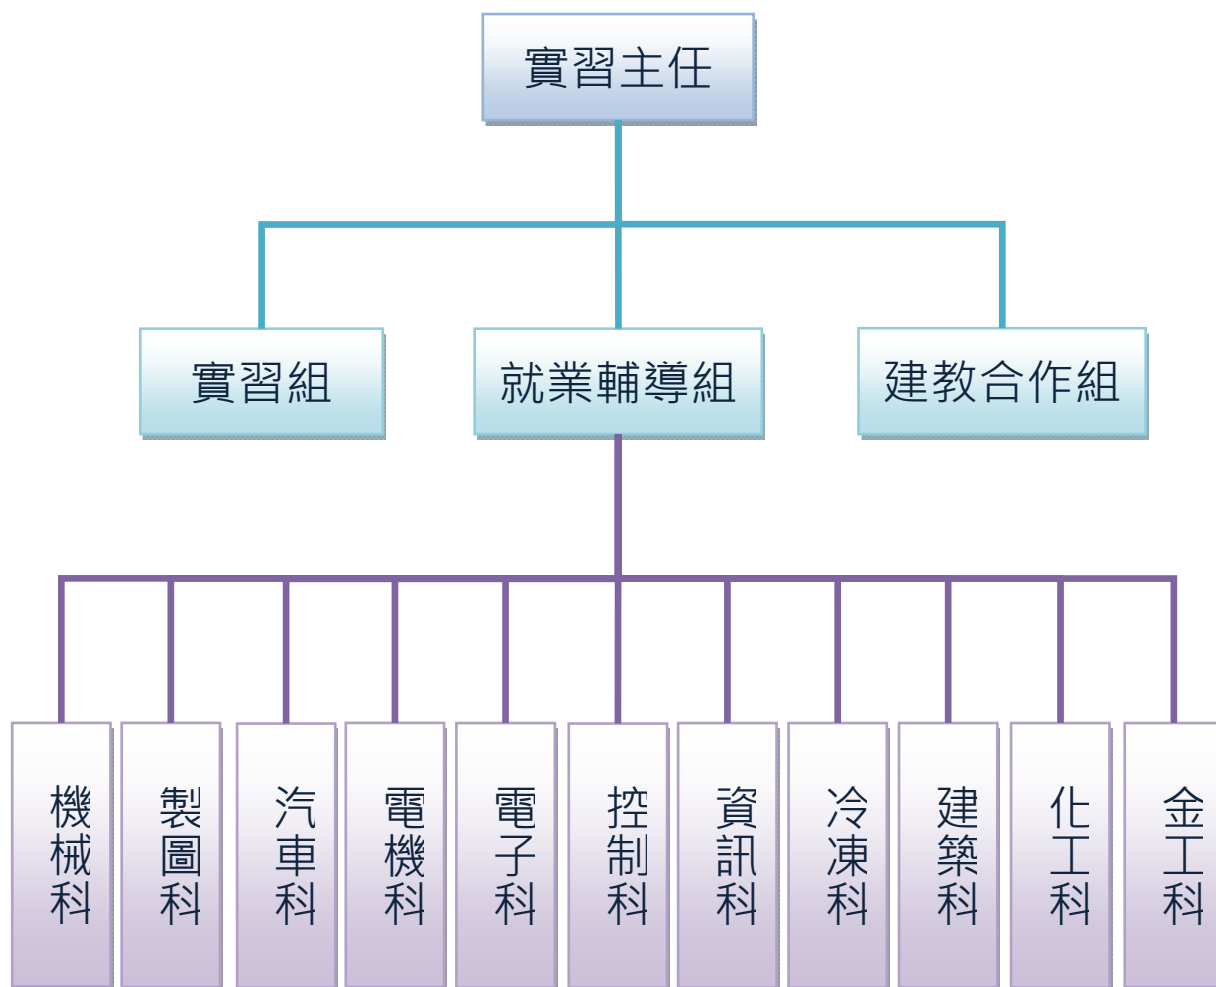 實習主任
實習組
就業輔導組
建教合作組
機械科
製圖科
汽車科
電機科
電子科
控制科
資訊科
冷凍科
建築科
化工科
金工科